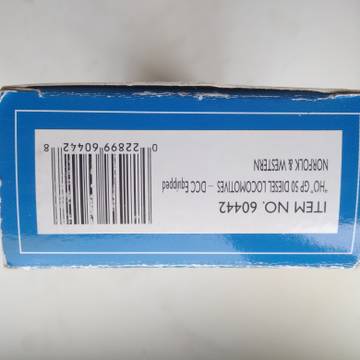 ITEM NO. 60442
"HO" GP 50 DIESEL LOCOMOTIVES – DCC Equipped
NORFOLK & WESTERN
0 22899 60442 8